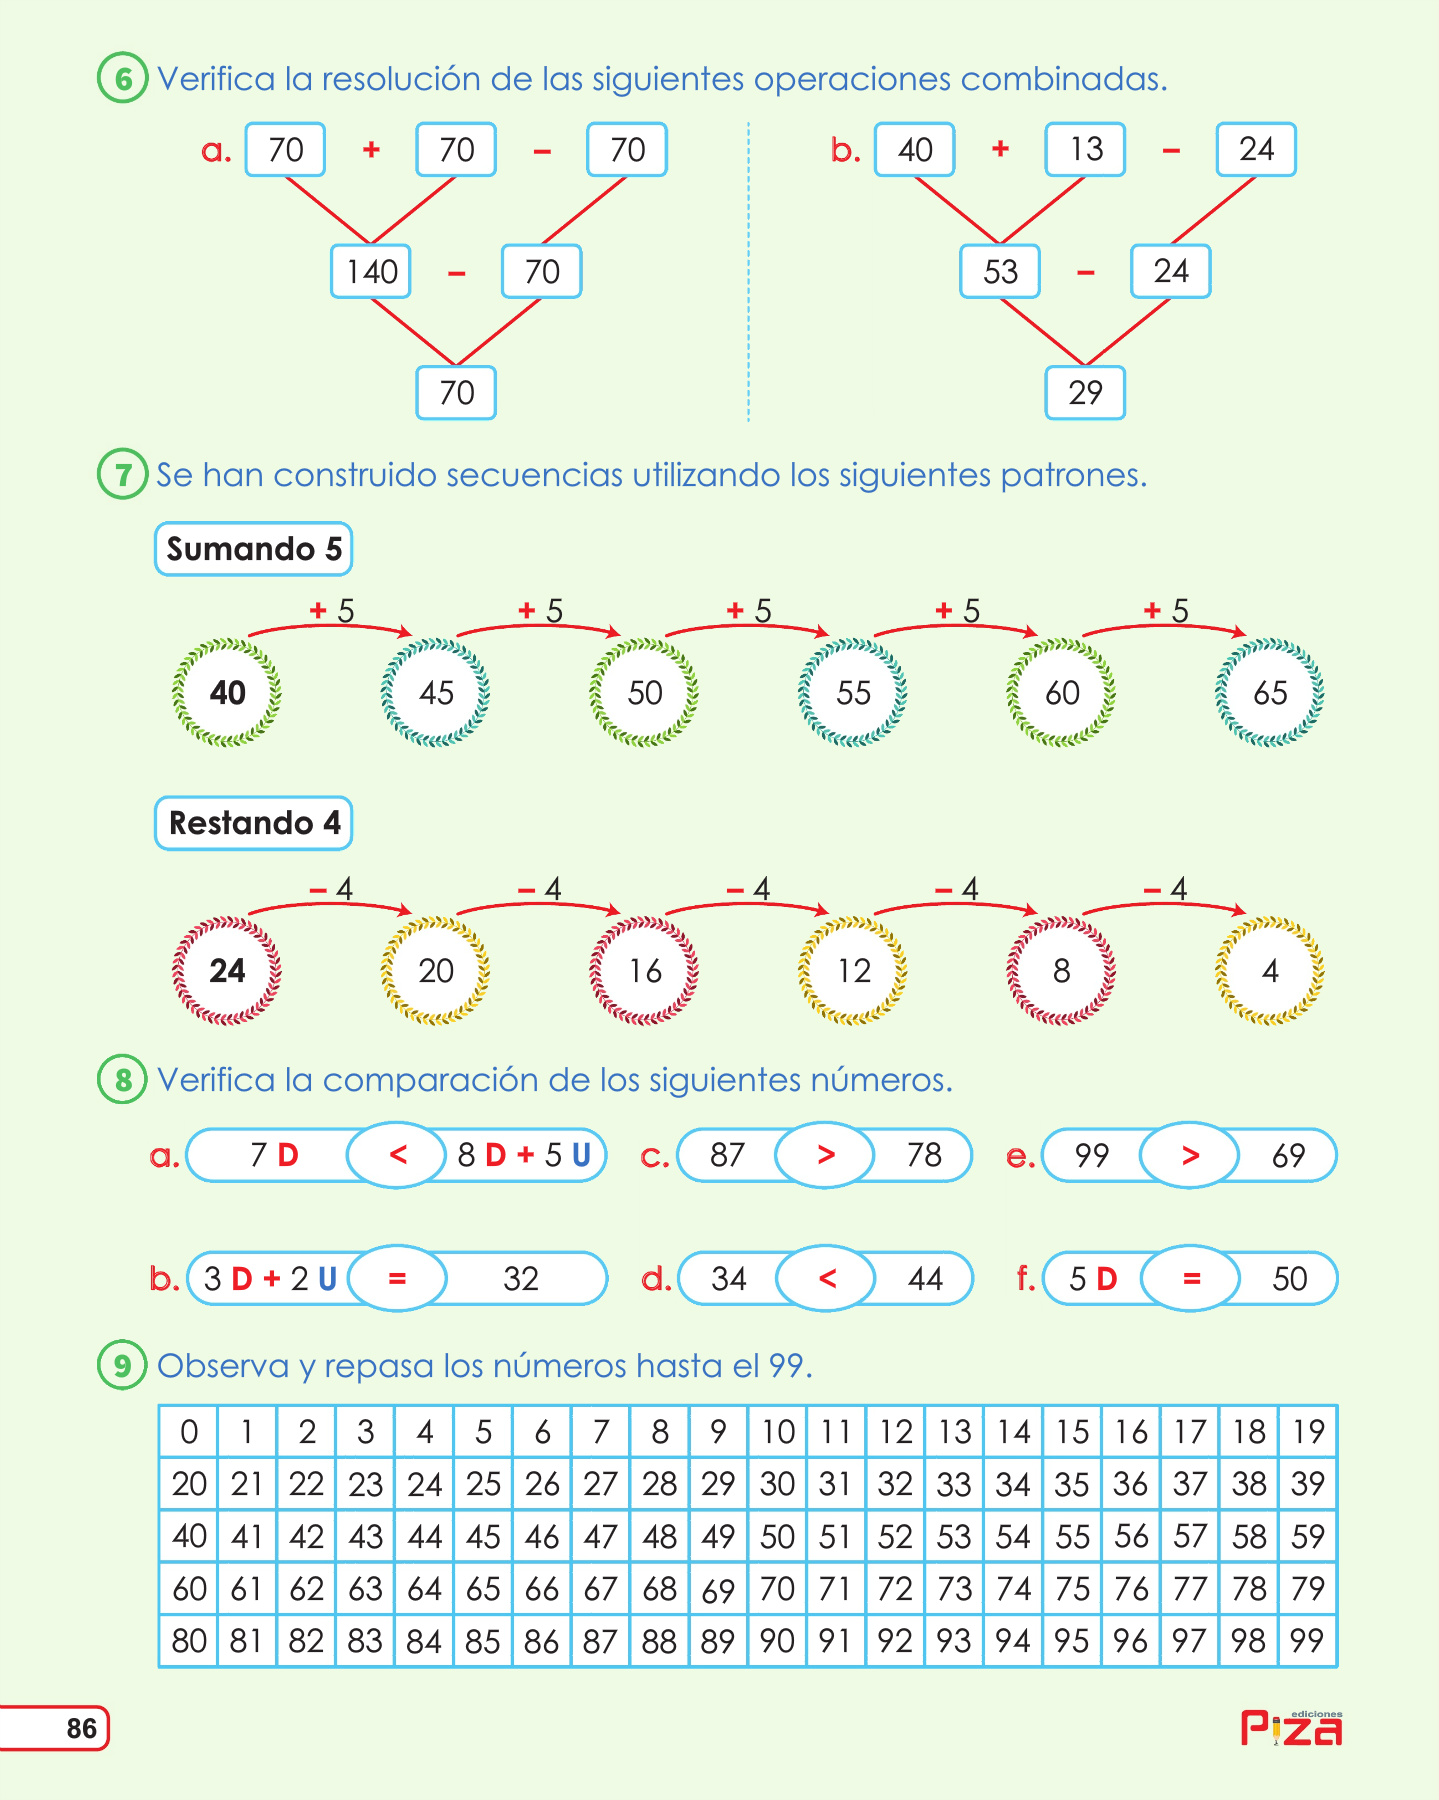 6 Verifica la resolución de las siguientes operaciones combinadas.
a. 70 + 70 – 70
140 – 70
70
b. 40 + 13 – 24
53 – 24
29
7 Se han construido secuencias utilizando los siguientes patrones.
Sumando 5
+ 5 + 5 + 5 + 5 + 5
40 45 50 55 60 65
Restando 4
– 4 – 4 – 4 – 4 – 4
24 20 16 12 8 4
8 Verifica la comparación de los siguientes números.
a. 7 D < 8 D + 5 U c. 87 > 78 e. 99 > 69
b. 3 D + 2 U = 32 d. 34 < 44 f. 5 D = 50
9 Observa y repasa los números hasta el 99.
0 1 2 3 4 5 6 7 8 9 10 11 12 13 14 15 16 17 18 19
20 21 22 23 24 25 26 27 28 29 30 31 32 33 34 35 36 37 38 39
40 41 42 43 44 45 46 47 48 49 50 51 52 53 54 55 56 57 58 59
60 61 62 63 64 65 66 67 68 69 70 71 72 73 74 75 76 77 78 79
80 81 82 83 84 85 86 87 88 89 90 91 92 93 94 95 96 97 98 99
86
ediciones
Piza